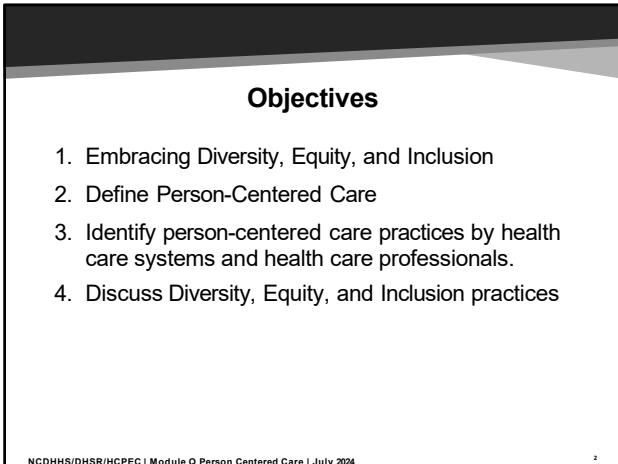 Objectives
1. Embracing Diversity, Equity, and Inclusion
2. Define Person-Centered Care
3. Identify person-centered care practices by health
care systems and health care professionals.
4. Discuss Diversity, Equity, and Inclusion practices
NCDHHS/DHSR/HCPEC | Module Q Person Centered Care | July 2024
2